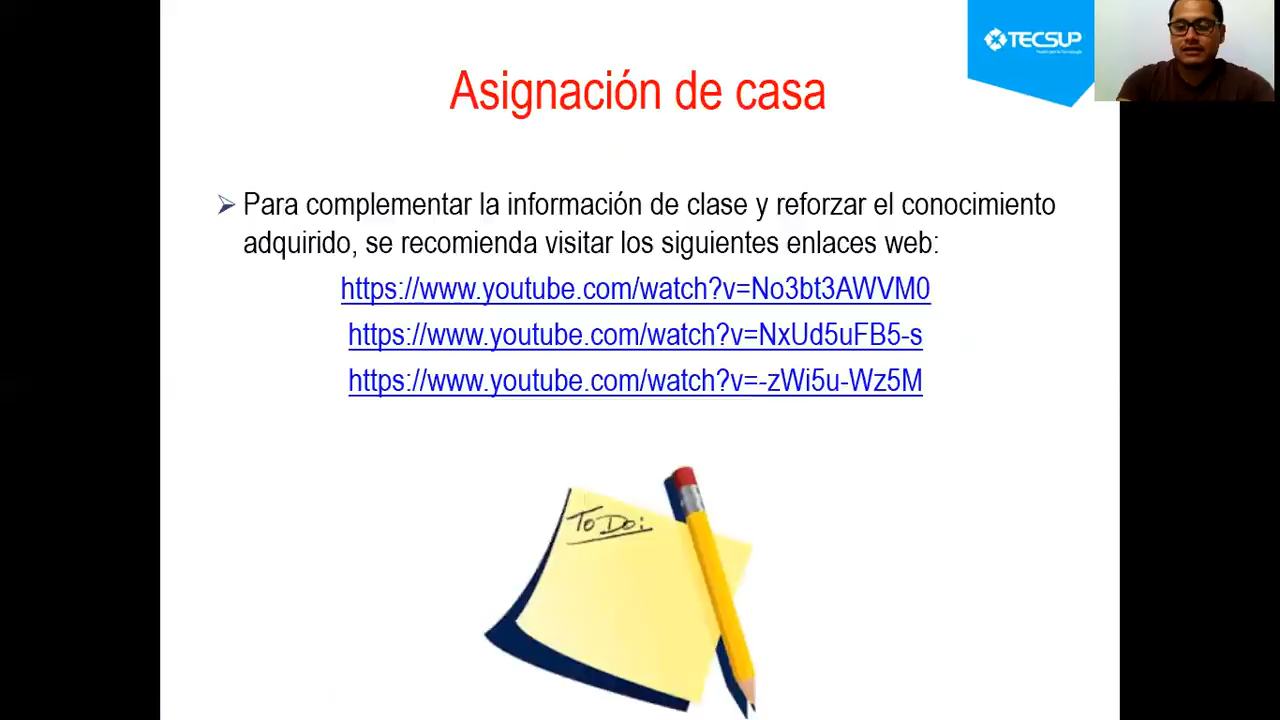 TECSUP
Asignación de casa
Para complementar la información de clase y reforzar el conocimiento
adquirido, se recomienda visitar los siguientes enlaces web:
https://www.youtube.com/watch?v=No3bt3AWVM0
https://www.youtube.com/watch?v=NxUd5uFB5-s
https://www.youtube.com/watch?v=-zWi5u-Wz5M
To Do: